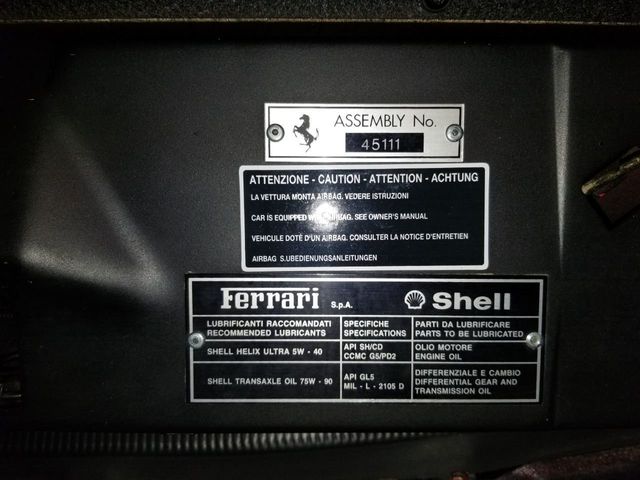 ASSEMBLY No.
45111
ATTENZIONE - CAUTION - ATTENTION - ACHTUNG
LA VETTURA MONTA AIRBAG. VEDERE ISTRUZIONI
CAR IS EQUIPPED WITH AIRBAG. SEE OWNER'S MANUAL
VEHICULE DOTÉ D'UN AIRBAG. CONSULTER LA NOTICE D'ENTRETIEN
AIRBAG S.UBEDIENUNGSANLEITUNGEN
Ferrari S.p.A. Shell
LUBRIFICANTI RACCOMANDATI SPECIFICHE PARTI DA LUBRIFICARE
RECOMMENDED LUBRICANTS SPECIFICATIONS PARTS TO BE LUBRICATED
SHELL HELIX ULTRA 5W - 40 API SH/CD OLIO MOTORE
CCMC G5/PD2 ENGINE OIL
SHELL TRANSAXLE OIL 75W - 90 API GL5 DIFFERENZIALE E CAMBIO
MIL - L - 2105 D DIFFERENTIAL GEAR AND
TRANSMISSION OIL